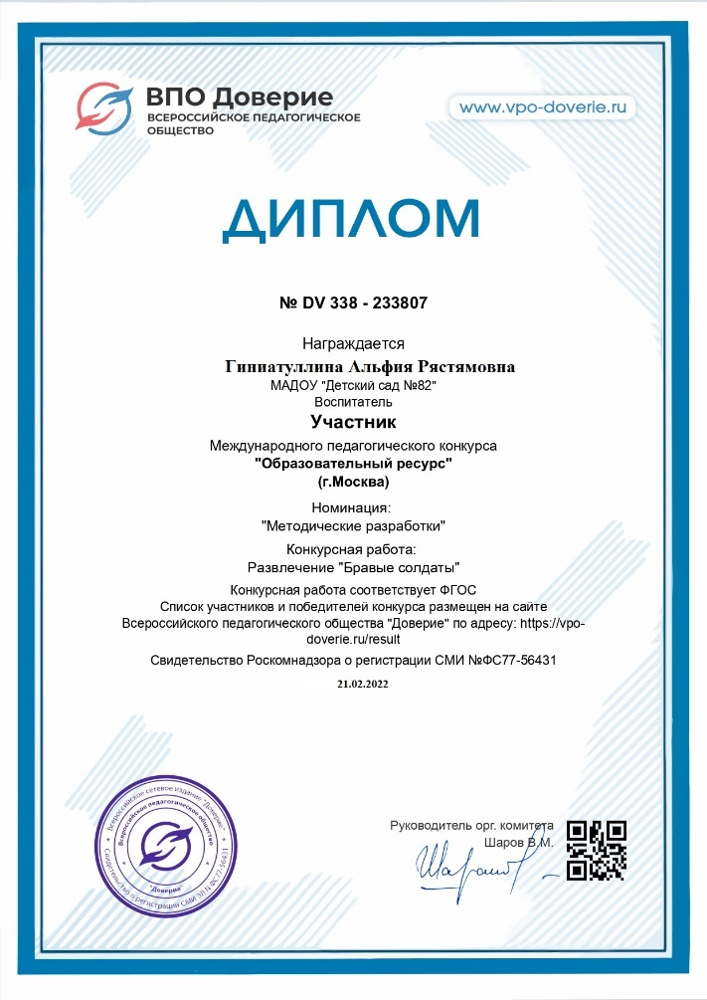 ВПО Доверие
ВСЕРОССИЙСКОЕ ПЕДАГОГИЧЕСКОЕ
ОБЩЕСТВО
www.vpo-doverie.ru
ДИПЛОМ
№ DV 338 - 233807
Награждается
Гиниатуллина Альфия Рястямовна
МАДОУ "Детский сад №82"
Воспитатель
Участник
Международного педагогического конкурса
"Образовательный ресурс"
(г.Москва)
Номинация:
"Методические разработки"
Конкурсная работа:
Развлечение "Бравые солдаты"
Конкурсная работа соответствует ФГОС
Список участников и победителей конкурса размещен на сайте
Всероссийского педагогического общества "Доверие" по адресу: https://vpo-
doverie.ru/result
Свидетельство Роскомнадзора о регистрации СМИ №ФС77-56431
21.02.2022
Всероссийское сетевое издание "Доверие"
Свидетельство о регистрации СМИ ЭЛ N ФС77-56431
Всероссийское педагогическое общество
"Доверие"
Руководитель орг. комитета
Шаров В.М.